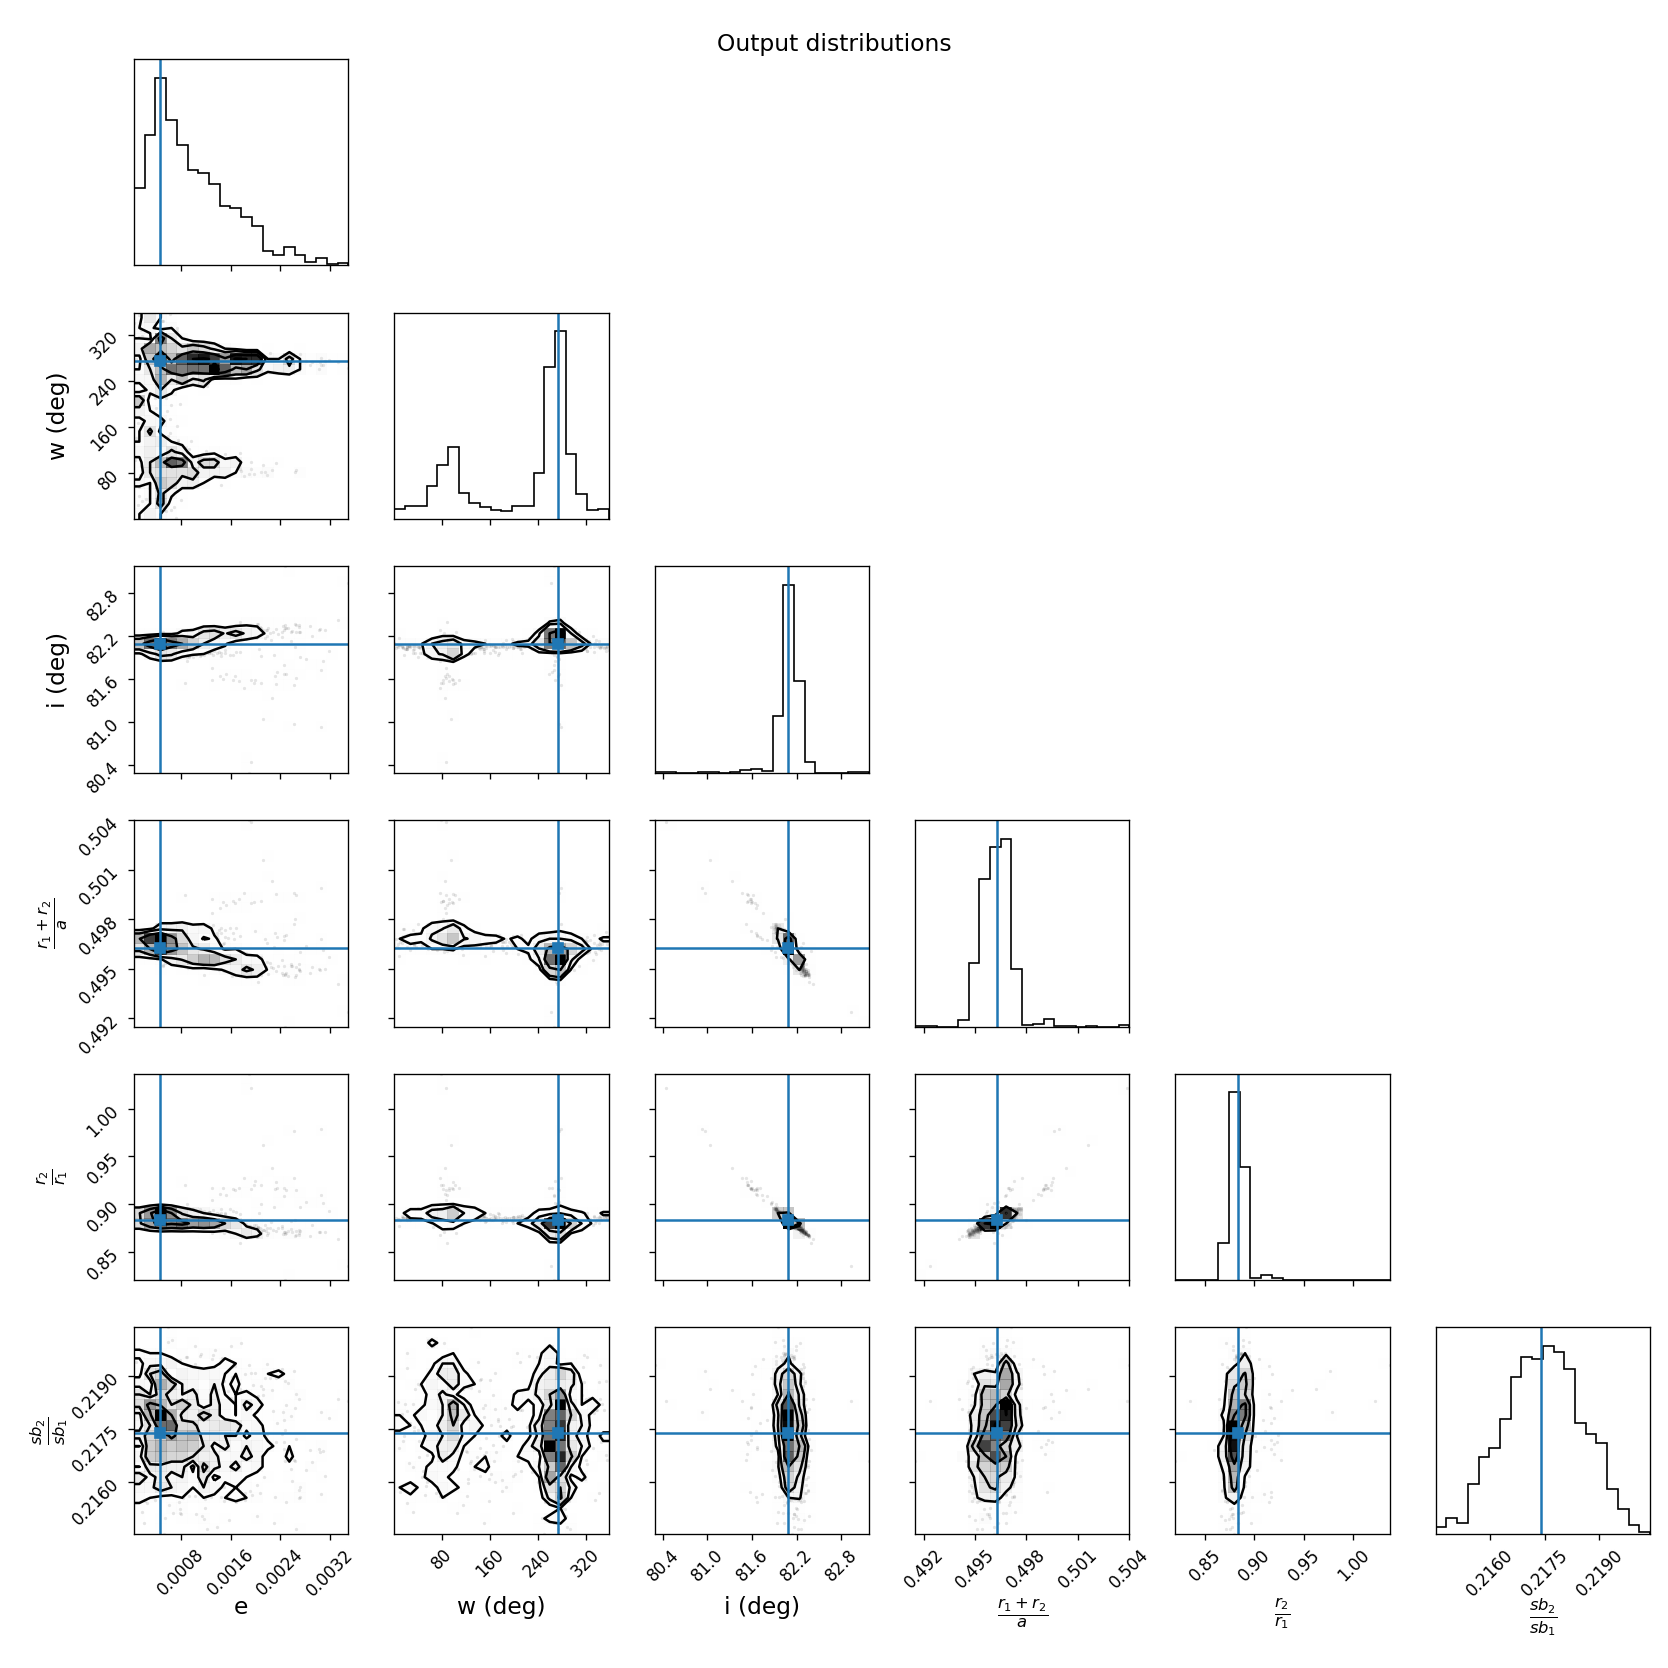 Output distributions
w (deg)
320
240
160
80
i (deg)
82.8
82.2
81.6
81.0
80.4
r₁ + r₂
a
0.504
0.501
0.498
0.495
0.492
r₂
r₁
1.00
0.95
0.90
0.85
sb₂
sb₁
0.2190
0.2175
0.2160
0.0008 0.0016 0.0024 0.0032
80 160 240 320
80.4 81.0 81.6 82.2 82.8
0.492 0.495 0.498 0.501 0.504
0.85 0.90 0.95 1.00
0.2160 0.2175 0.2190
e
w (deg)
i (deg)
r₁ + r₂
a
r₂
r₁
sb₂
sb₁